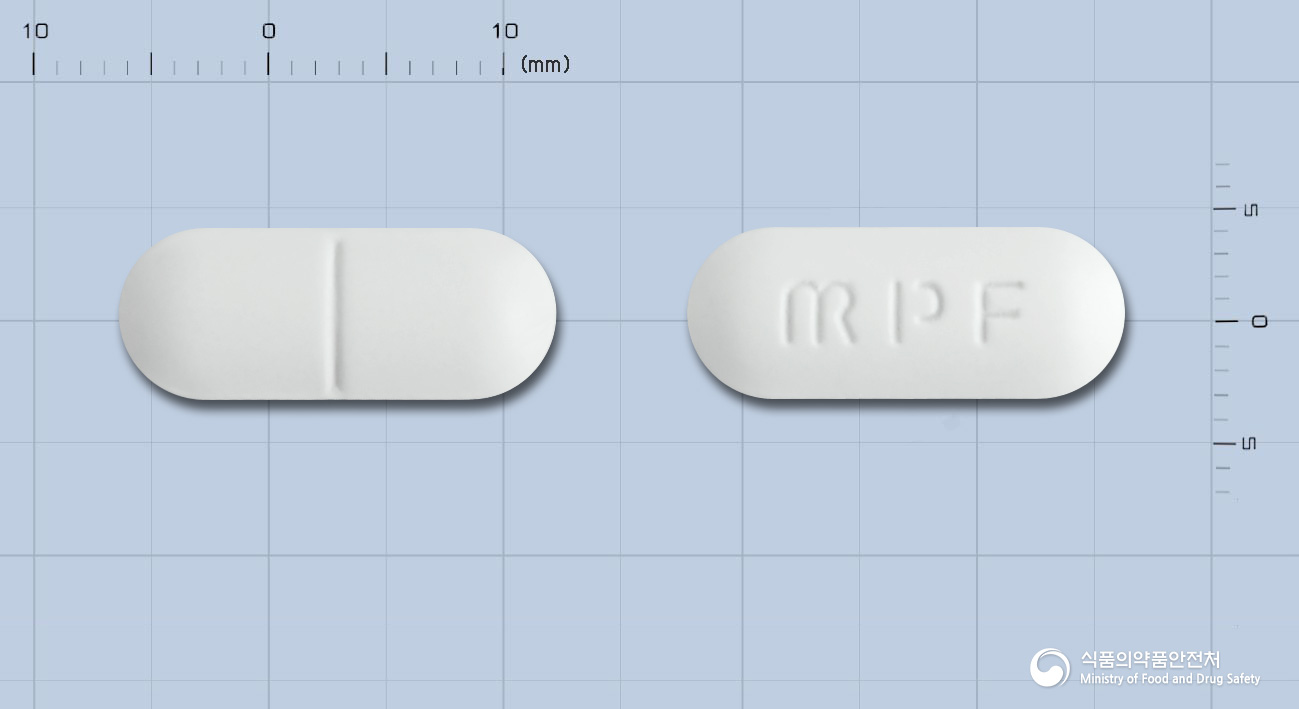 10 0 10
(mm)
5
0
5
MR P F
식품의약품안전처
Ministry of Food and Drug Safety